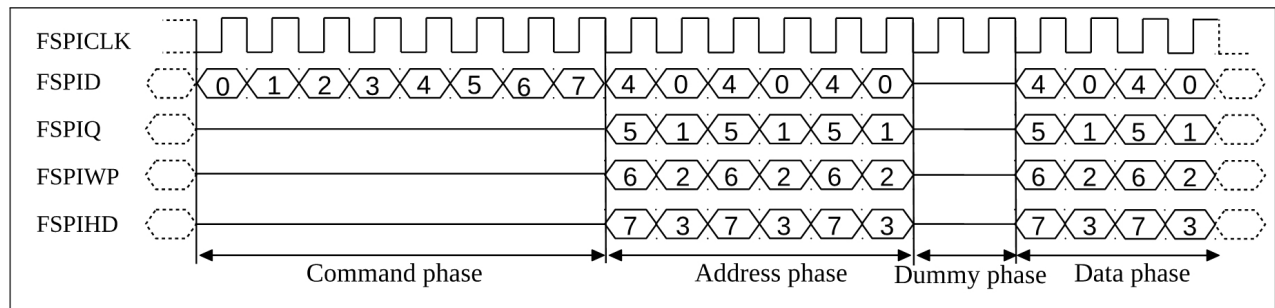 FSPICLK
FSPID 0 1 2 3 4 5 6 7 4 0 4 0 4 0 4 0 4 0
FSPIQ 5 1 5 1 5 1 5 1 5 1
FSPIWP 6 2 6 2 6 2 6 2 6 2
FSPIHD 7 3 7 3 7 3 7 3 7 3
Command phase Address phase Dummy phase Data phase